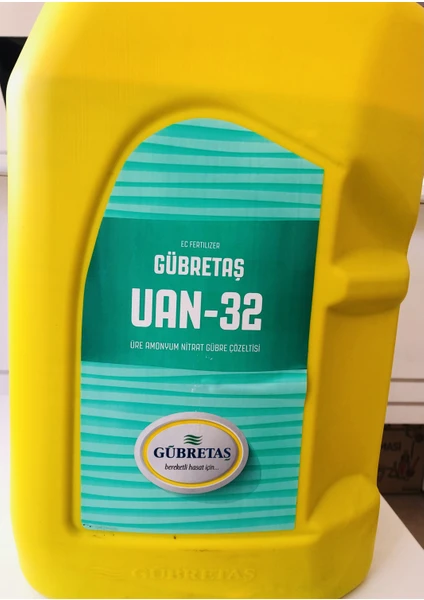 EC FERTILIZER
GÜBRETAŞ
UAN-32
ÜRE AMONYUM NİTRAT GÜBRE ÇÖZELTİSİ
GÜBRETAŞ
bereketli hasat için...
GÜBRETAŞ